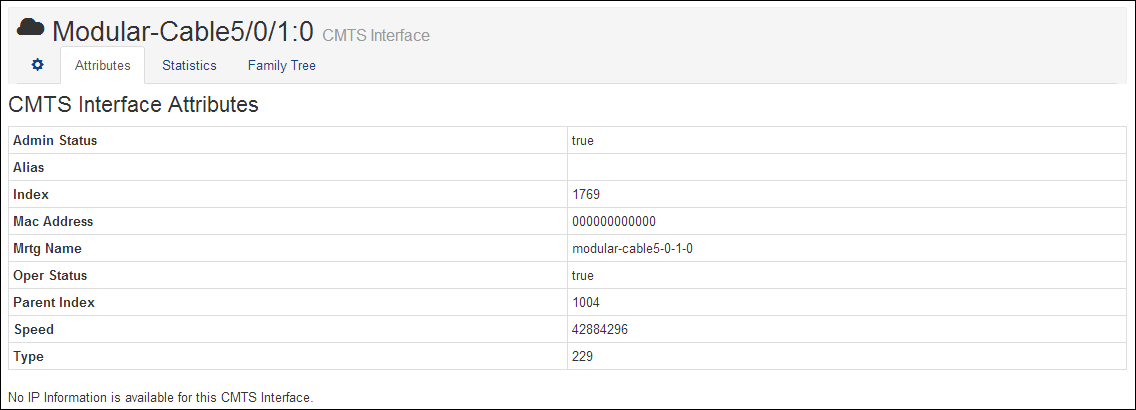 Modular-Cable5/0/1:0 CMTS Interface
Attributes Statistics Family Tree
CMTS Interface Attributes
Admin Status true
Alias
Index 1769
Mac Address 000000000000
Mrtg Name modular-cable5-0-1-0
Oper Status true
Parent Index 1004
Speed 42884296
Type 229
No IP Information is available for this CMTS Interface.